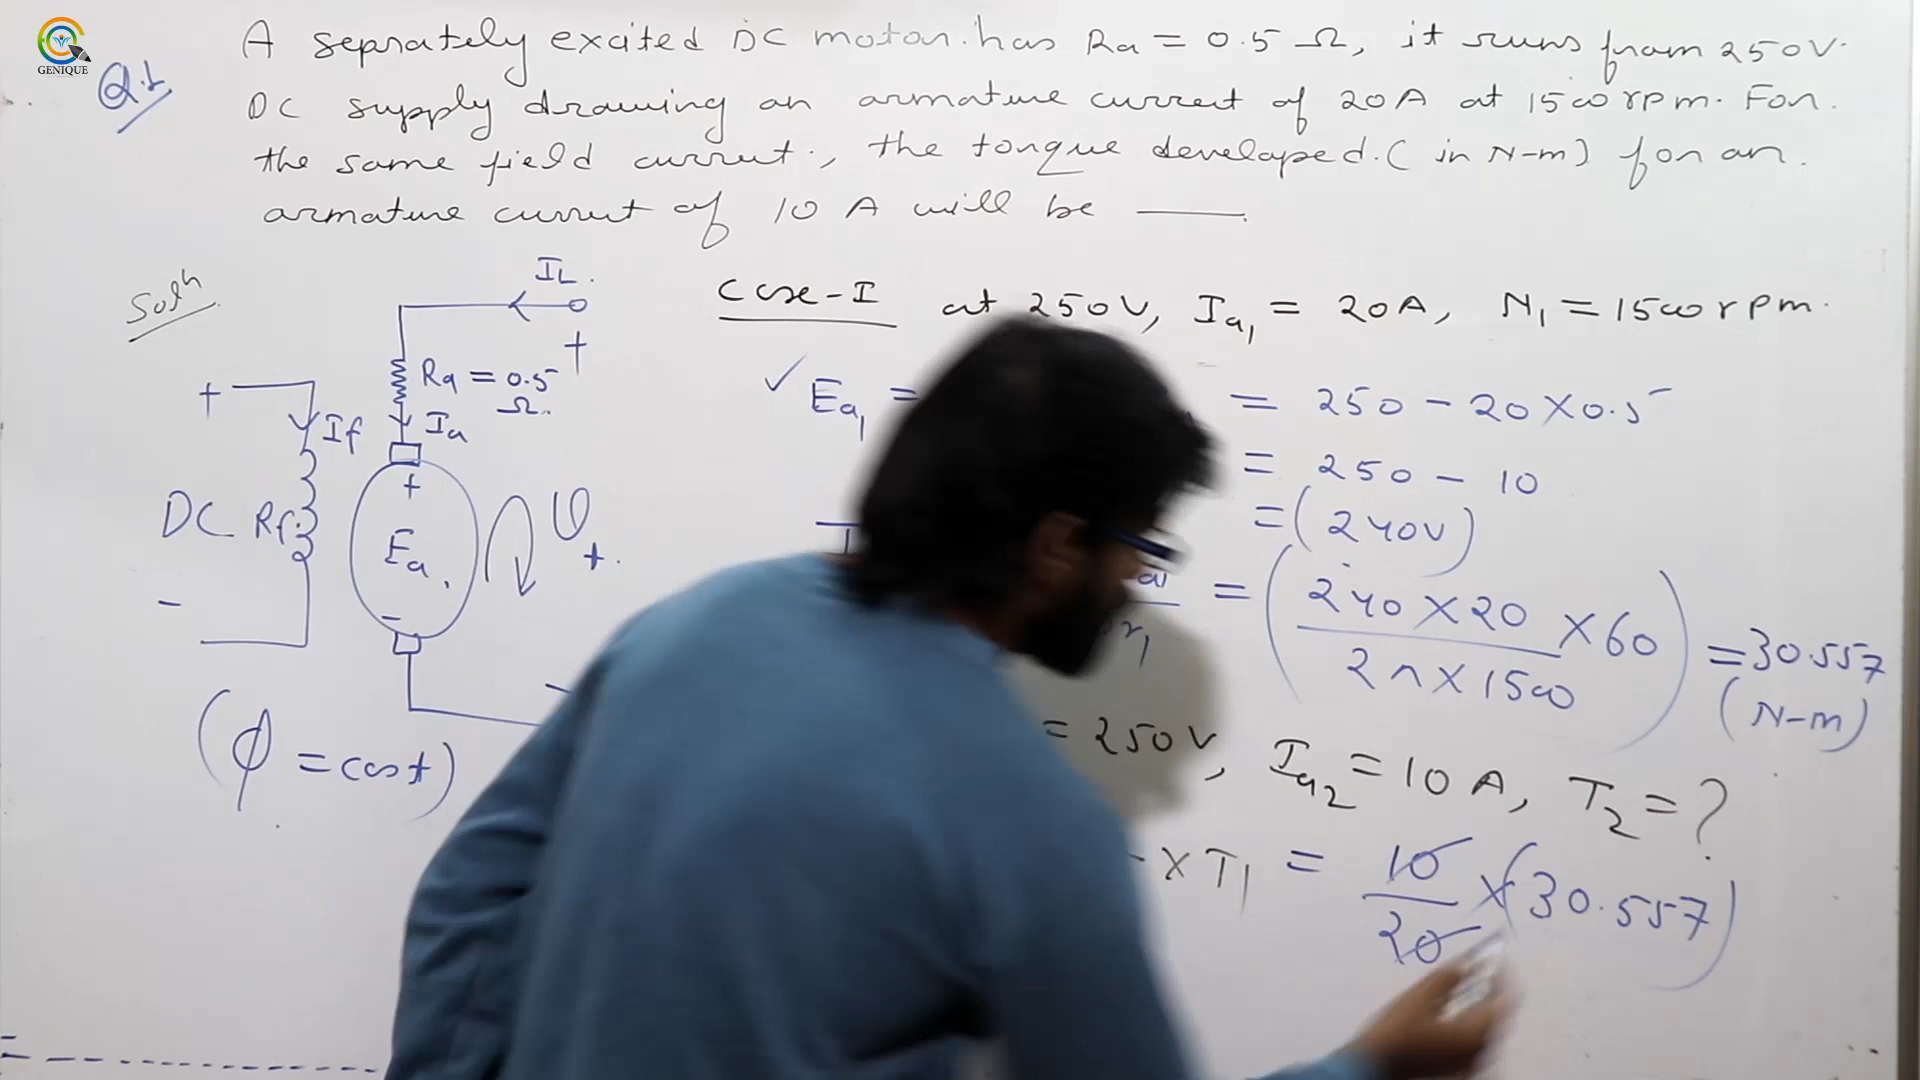 GENIQUE
Q.1
A seprately excited DC motor has Ra = 0.5 Ω, it runs from 250V
DC supply drawing an armature current of 20A at 1500 rpm. For
the same field current, the torque developed (in N-m) for an
armature current of 10 A will be ____.
Soln
IL
+
Ra = 0.5 Ω.
Ia
+
If
DC Rf
-
+
Ea
-
+
-
(φ = cost)
Case-I at 250V, Ia1 = 20A, N1 = 1500 rpm.
✓ Ea1 = = 250 - 20 × 0.5
= 250 - 10
= (240V)
= (240 × 20 / 2π × 1500 × 60) = 30.557
(N-m)
= 250V, Ia2 = 10 A, T2 = ?
× T1 = 10/20 × (30.557)